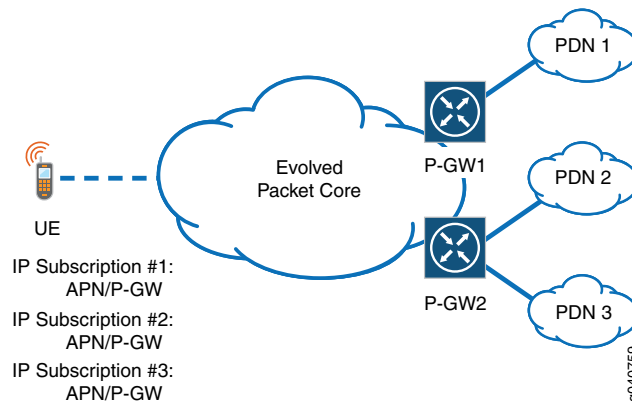 PDN 1
P-GW1
Evolved
Packet Core
PDN 2
UE
P-GW2
PDN 3
IP Subscription #1:
APN/P-GW
IP Subscription #2:
APN/P-GW
IP Subscription #3:
APN/P-GW
g040759